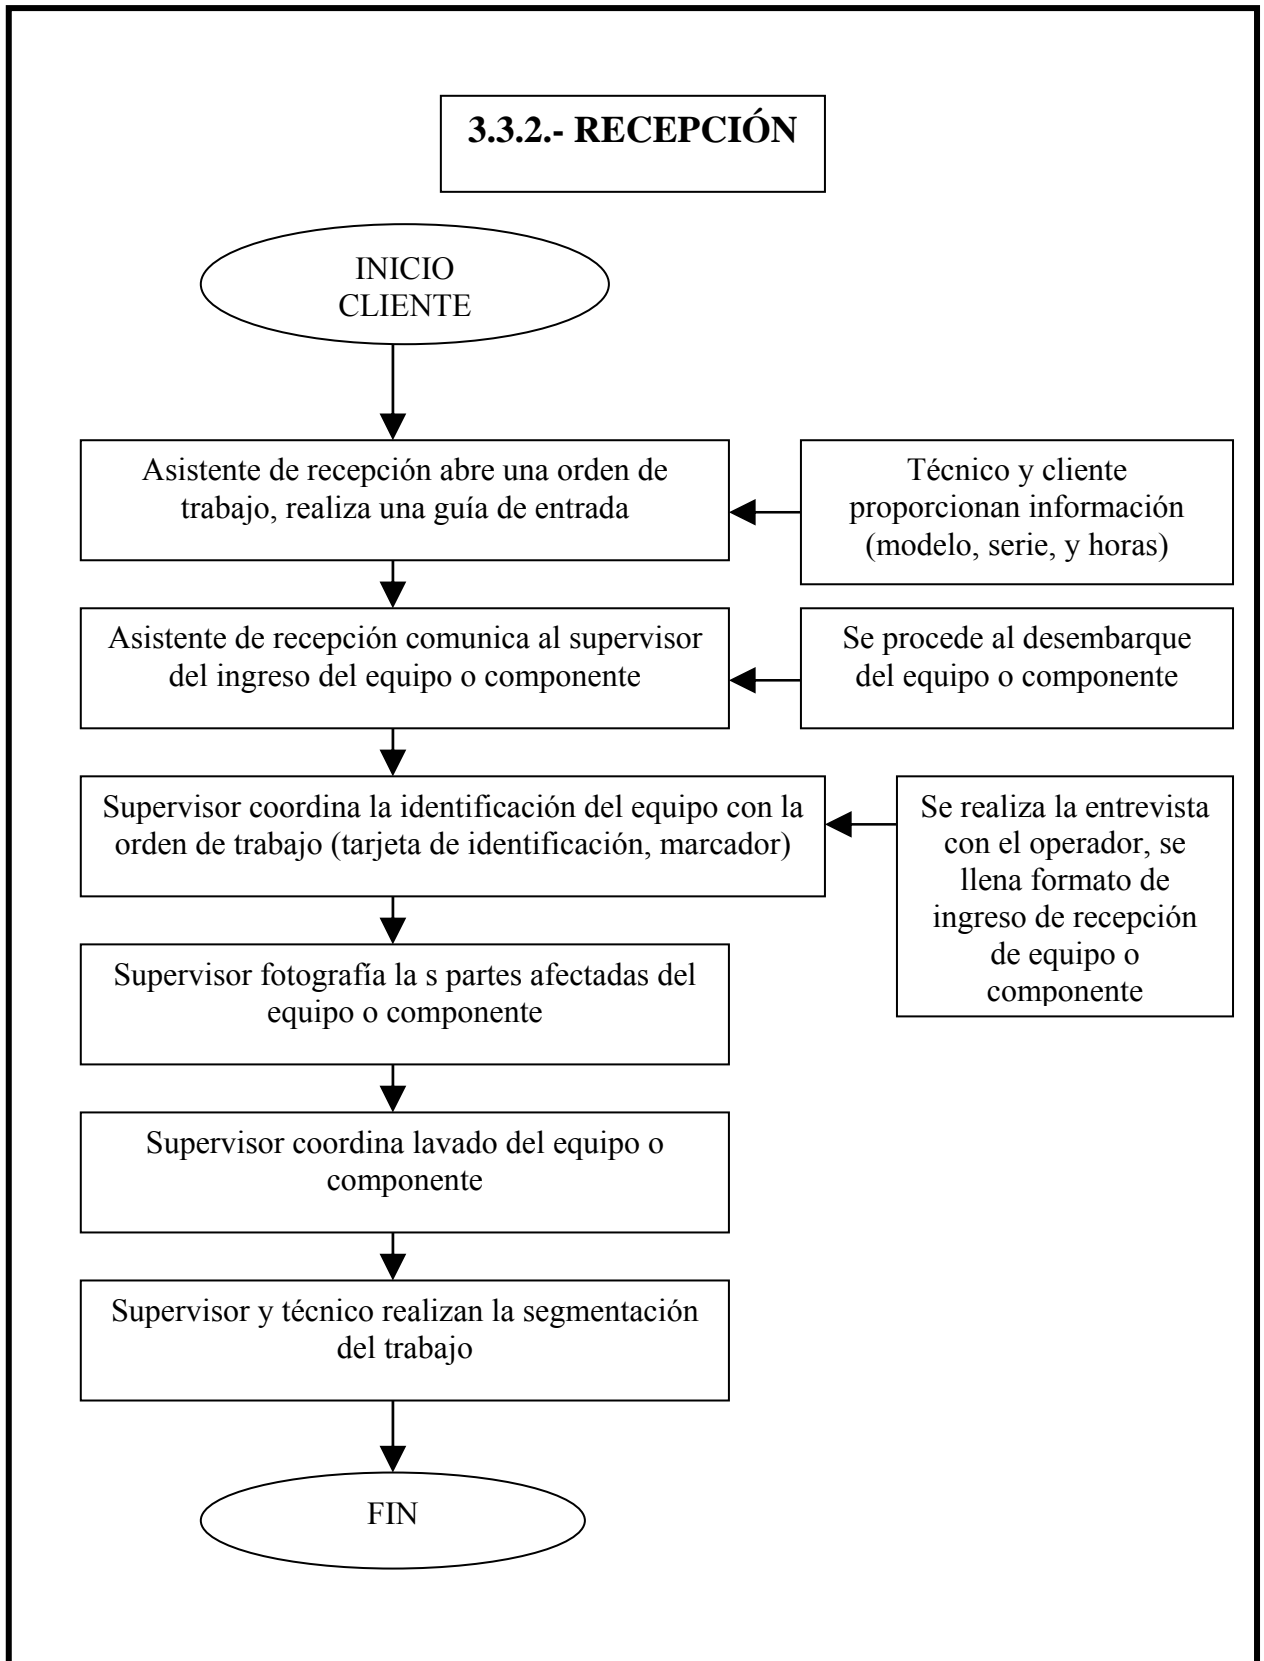 3.3.2.- RECEPCIÓN
INICIO
CLIENTE
Asistente de recepción abre una orden de
trabajo, realiza una guía de entrada
Técnico y cliente
proporcionan información
(modelo, serie, y horas)
Asistente de recepción comunica al supervisor
del ingreso del equipo o componente
Se procede al desembarque
del equipo o componente
Supervisor coordina la identificación del equipo con la
orden de trabajo (tarjeta de identificación, marcador)
Se realiza la entrevista
con el operador, se
llena formato de
ingreso de recepción
de equipo o
componente
Supervisor fotografía la s partes afectadas del
equipo o componente
Supervisor coordina lavado del equipo o
componente
Supervisor y técnico realizan la segmentación
del trabajo
FIN